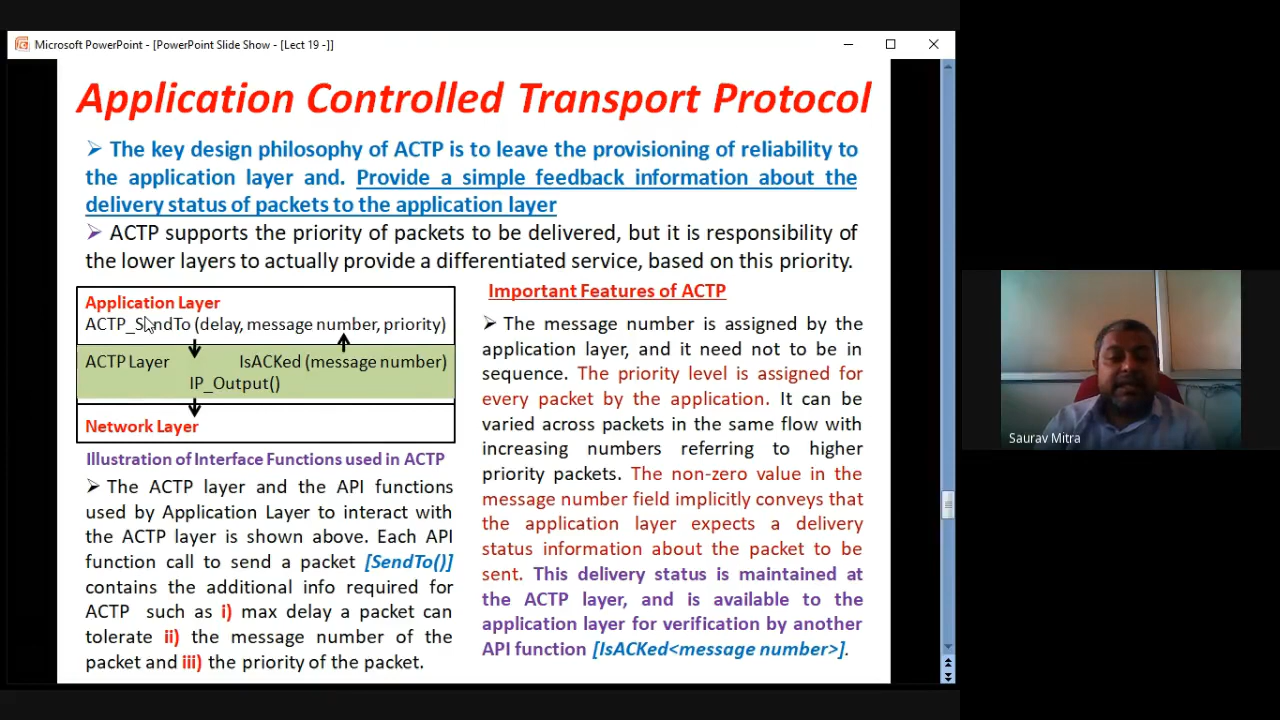 Microsoft PowerPoint - [PowerPoint Slide Show - [Lect 19 -]]
Application Controlled Transport Protocol
➢ The key design philosophy of ACTP is to leave the provisioning of reliability to
the application layer and. Provide a simple feedback information about the
delivery status of packets to the application layer
➢ ACTP supports the priority of packets to be delivered, but it is responsibility of
the lower layers to actually provide a differentiated service, based on this priority.
Application Layer
ACTP_SendTo (delay, message number, priority)
ACTP Layer IsACKed (message number)
IP_Output()
Network Layer
Illustration of Interface Functions used in ACTP
➢ The ACTP layer and the API functions
used by Application Layer to interact with
the ACTP layer is shown above. Each API
function call to send a packet [SendTo()]
contains the additional info required for
ACTP such as i) max delay a packet can
tolerate ii) the message number of the
packet and iii) the priority of the packet.
Important Features of ACTP
➢ The message number is assigned by the
application layer, and it need not to be in
sequence. The priority level is assigned for
every packet by the application. It can be
varied across packets in the same flow with
increasing numbers referring to higher
priority packets. The non-zero value in the
message number field implicitly conveys that
the application layer expects a delivery
status information about the packet to be
sent. This delivery status is maintained at
the ACTP layer, and is available to the
application layer for verification by another
API function [IsACKed<message number>].
Saurav Mitra